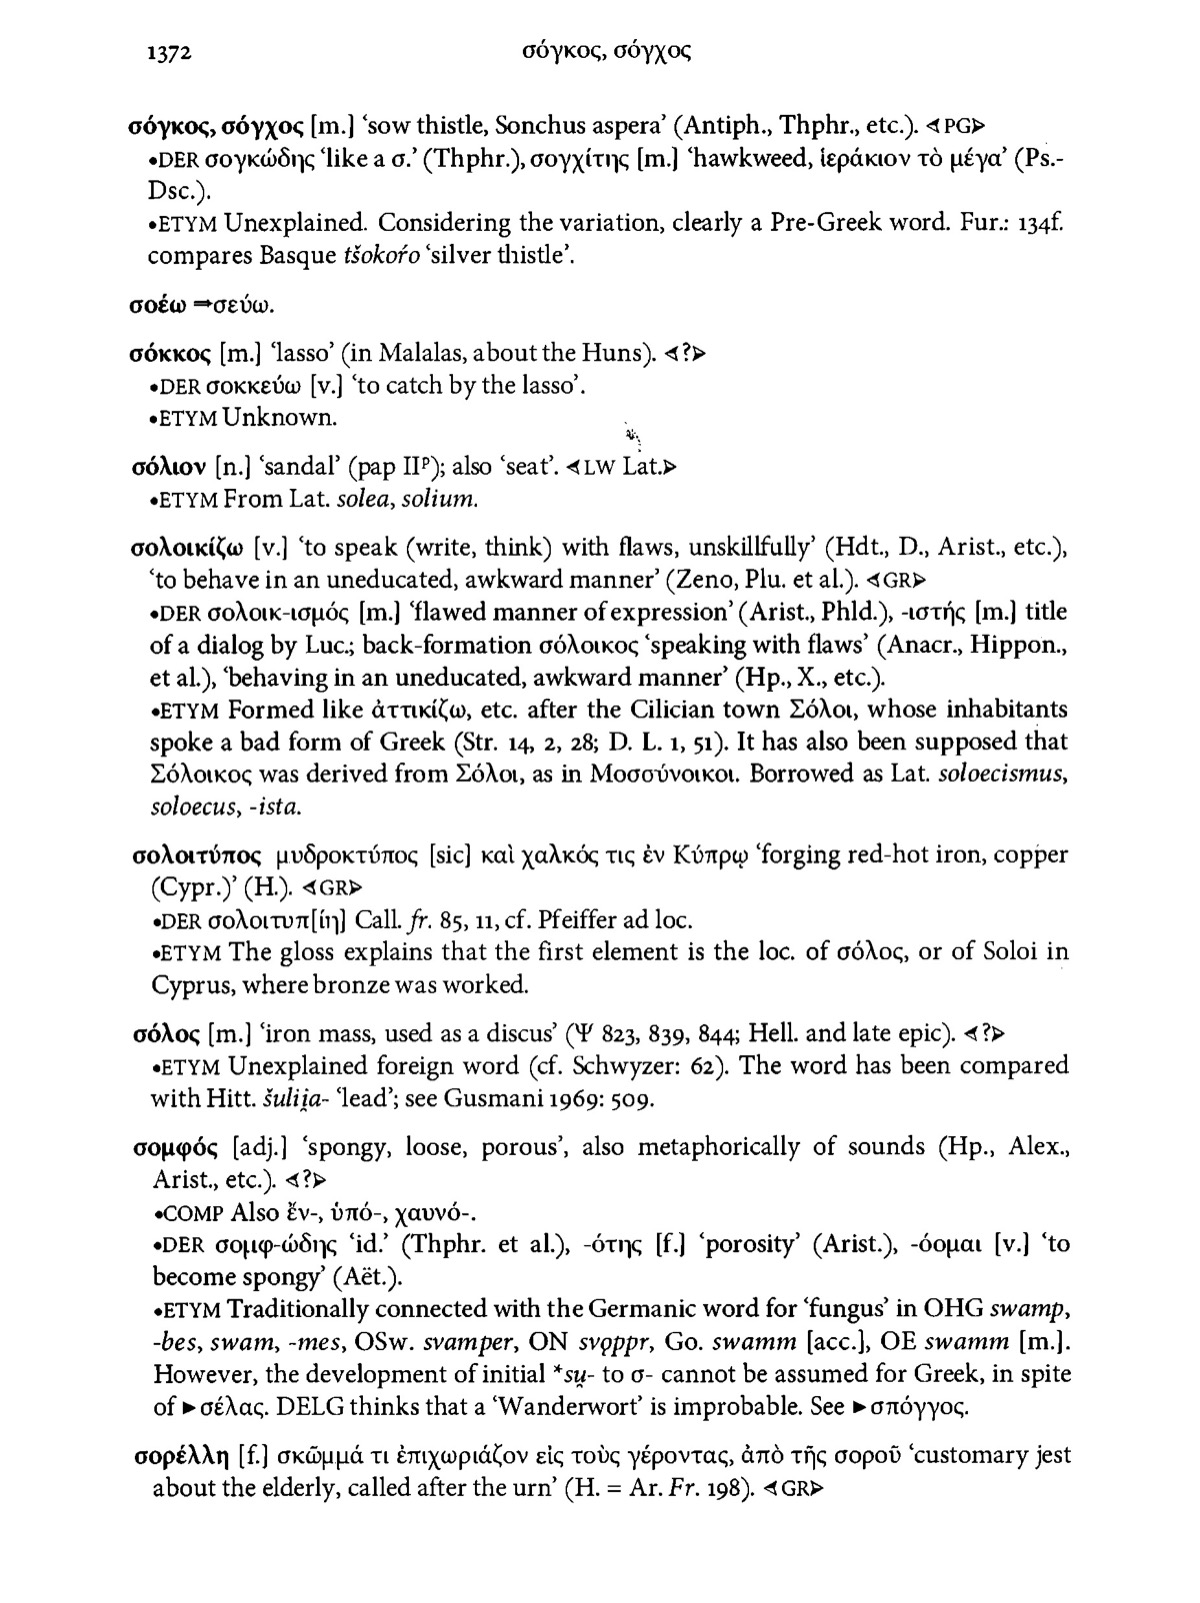 1372 σόγκος, σόγχος
σόγκος, σόγχος [m.] ‘sow thistle, Sonchus aspera’ (Antiph., Thphr., etc.). ⊲PG⊳
•DER σογκώδης ‘like a σ.’ (Thphr.), σογχίτης [m.] ‘hawkweed, ἱεράκιον τὸ μέγα’ (Ps.-
Dsc.).
•ETYM Unexplained. Considering the variation, clearly a Pre-Greek word. Fur.: 134f.
compares Basque tšokoŕo ‘silver thistle’.
σοέω ⇒σεύω.
σόκκος [m.] ‘lasso’ (in Malalas, about the Huns). ⊲?⊳
•DER σοκκεύω [v.] ‘to catch by the lasso’.
•ETYM Unknown.
σόλιον [n.] ‘sandal’ (pap IIᵖ); also ‘seat’. ⊲LW Lat.⊳
•ETYM From Lat. solea, solium.
σολοικίζω [v.] ‘to speak (write, think) with flaws, unskillfully’ (Hdt., D., Arist., etc.),
‘to behave in an uneducated, awkward manner’ (Zeno, Plu. et al.). ⊲GR⊳
•DER σολοικ-ισμός [m.] ‘flawed manner of expression’ (Arist., Phld.), -ιστής [m.] title
of a dialog by Luc.; back-formation σόλοικος ‘speaking with flaws’ (Anacr., Hippon.,
et al.), ‘behaving in an uneducated, awkward manner’ (Hp., X., etc.).
•ETYM Formed like ἀττικίζω, etc. after the Cilician town Σόλοι, whose inhabitants
spoke a bad form of Greek (Str. 14, 2, 28; D. L. 1, 51). It has also been supposed that
Σόλοικος was derived from Σόλοι, as in Μοσσύνοικοι. Borrowed as Lat. soloecismus,
soloecus, -ista.
σολοιτύπος μυδροκτύπος [sic] καὶ χαλκός τις ἐν Κύπρῳ ‘forging red-hot iron, copper
(Cypr.)’ (H.). ⊲GR⊳
•DER σολοιτυπ[ίη] Call. fr. 85, 11, cf. Pfeiffer ad loc.
•ETYM The gloss explains that the first element is the loc. of σόλος, or of Soloi in
Cyprus, where bronze was worked.
σόλος [m.] ‘iron mass, used as a discus’ (Ψ 823, 839, 844; Hell. and late epic). ⊲?⊳
•ETYM Unexplained foreign word (cf. Schwyzer: 62). The word has been compared
with Hitt. šulii̯a- ‘lead’; see Gusmani 1969: 509.
σομφός [adj.] ‘spongy, loose, porous’, also metaphorically of sounds (Hp., Alex.,
Arist., etc.). ⊲?⊳
•COMP Also ἔν-, ὑπό-, χαυνό-.
•DER σομφ-ώδης ‘id.’ (Thphr. et al.), -ότης [f.] ‘porosity’ (Arist.), -όομαι [v.] ‘to
become spongy’ (Aët.).
•ETYM Traditionally connected with the Germanic word for ‘fungus’ in OHG swamp,
-bes, swam, -mes, OSw. svamper, ON svǫppr, Go. swamm [acc.], OE swamm [m.].
However, the development of initial *su̯- to σ- cannot be assumed for Greek, in spite
of ►σέλας. DELG thinks that a ‘Wanderwort’ is improbable. See ►σπόγγος.
σορέλλη [f.] σκῶμμά τι ἐπιχωριάζον εἰς τοὺς γέροντας, ἀπὸ τῆς σοροῦ ‘customary jest
about the elderly, called after the urn’ (H. = Ar. Fr. 198). ⊲GR⊳